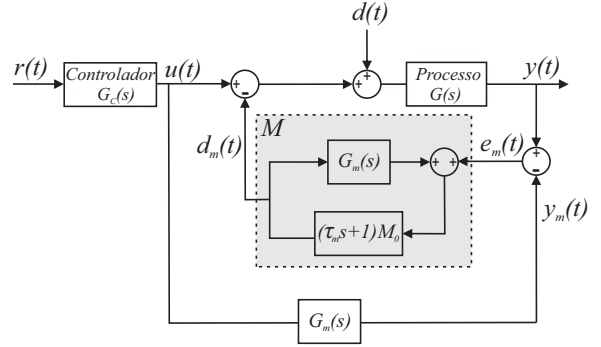 d(t)
r(t)
Controlador
G_C(s)
u(t)
+
-
+
+
Processo
G(s)
y(t)
M
d_m(t)
G_m(s)
+
+
e_m(t)
+
-
y_m(t)
(τ_m s+1)M_0
G_m(s)